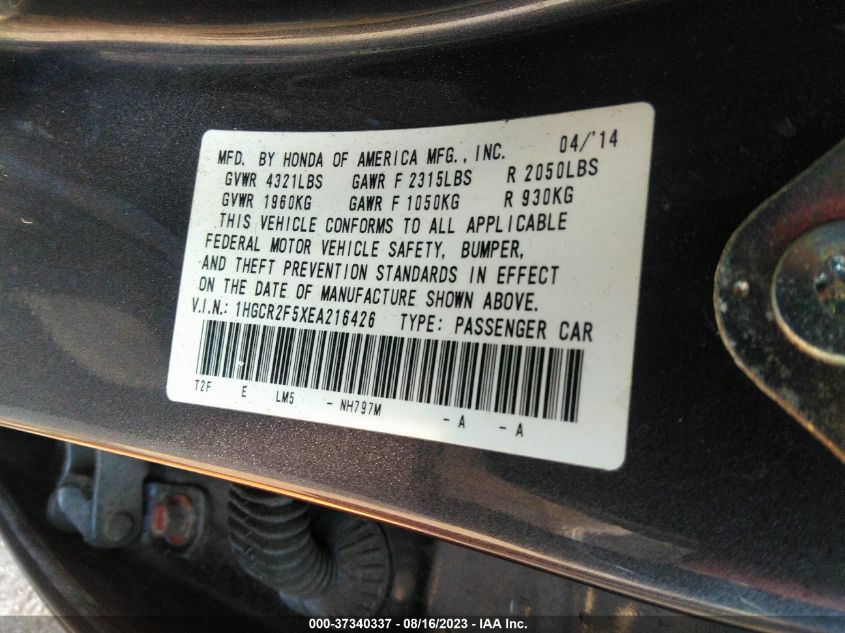 MFD. BY HONDA OF AMERICA MFG., INC. 04/'14
GVWR 4321LBS GAWR F 2315LBS R 2050LBS
GVWR 1960KG GAWR F 1050KG R 930KG
THIS VEHICLE CONFORMS TO ALL APPLICABLE
FEDERAL MOTOR VEHICLE SAFETY, BUMPER,
AND THEFT PREVENTION STANDARDS IN EFFECT
ON THE DATE OF MANUFACTURE SHOWN ABOVE.
V.I.N.: 1HGCR2F5XEA216426 TYPE: PASSENGER CAR
T2F E LM5 - NH797M - A - A
000-37340337 - 08/16/2023 - IAA Inc.